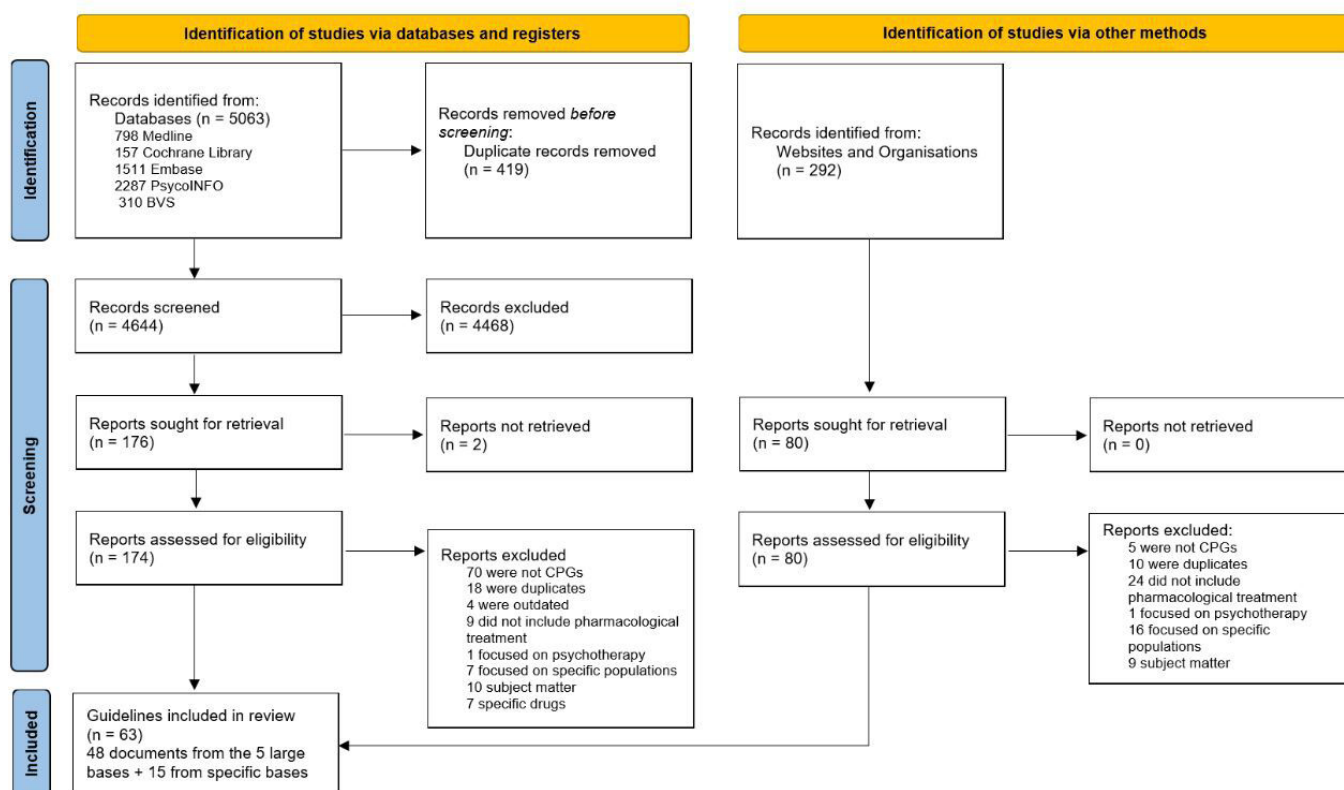 Identification of studies via databases and registers
Identification of studies via other methods
Identification
Records identified from:
Databases (n = 5063)
798 Medline
157 Cochrane Library
1511 Embase
2287 PsycoINFO
310 BVS
Records removed before
screening:
Duplicate records removed
(n = 419)
Records identified from:
Websites and Organisations
(n = 292)
Screening
Records screened
(n = 4644)
Records excluded
(n = 4468)
Reports sought for retrieval
(n = 176)
Reports not retrieved
(n = 2)
Reports sought for retrieval
(n = 80)
Reports not retrieved
(n = 0)
Reports assessed for eligibility
(n = 174)
Reports excluded
70 were not CPGs
18 were duplicates
4 were outdated
9 did not include pharmacological
treatment
1 focused on psychotherapy
7 focused on specific populations
10 subject matter
7 specific drugs
Reports assessed for eligibility
(n = 80)
Reports excluded:
5 were not CPGs
10 were duplicates
24 did not include
pharmacological treatment
1 focused on psychotherapy
16 focused on specific
populations
9 subject matter
Included
Guidelines included in review
(n = 63)
48 documents from the 5 large
bases + 15 from specific bases